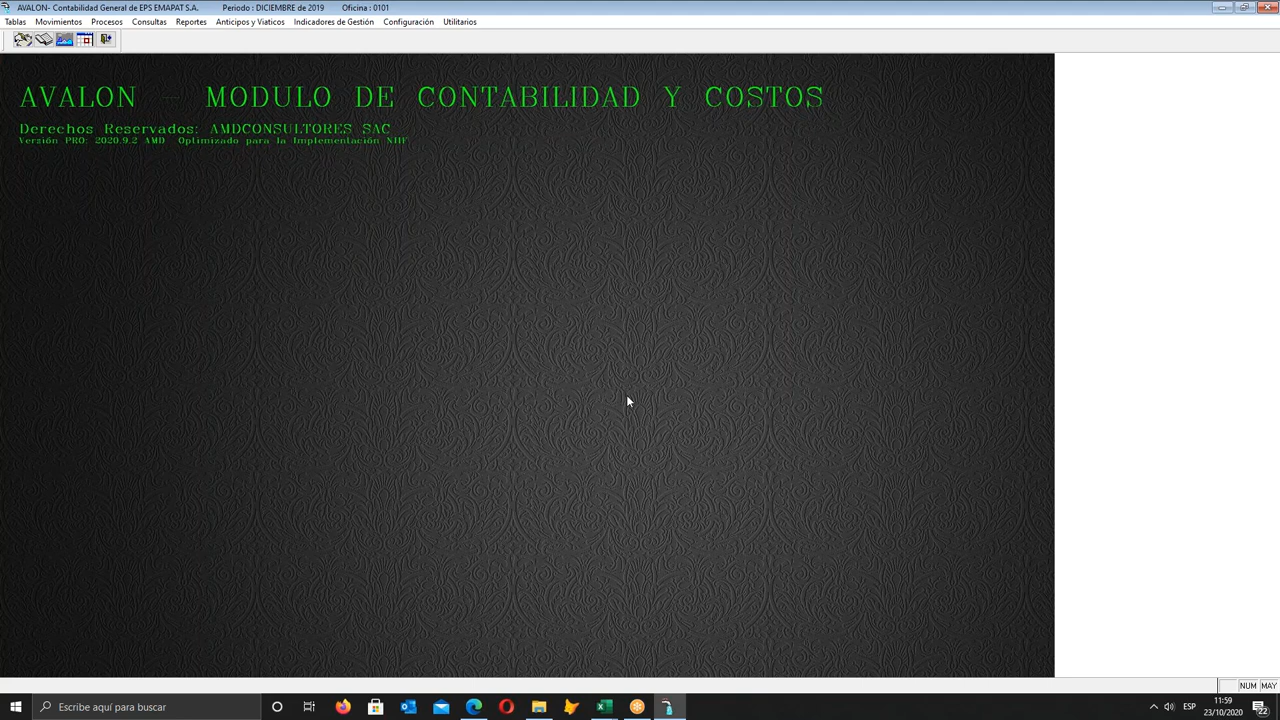 AVALON- Contabilidad General de EPS EMAPAT S.A. Periodo : DICIEMBRE de 2019 Oficina : 0101
Tablas Movimientos Procesos Consultas Reportes Anticipos y Viaticos Indicadores de Gestión Configuración Utilitarios
AVALON - MODULO DE CONTABILIDAD Y COSTOS
Derechos Reservados: AMDCONSULTORES SAC
Versión PRO: 2020.9.2 AMD Optimizado para la Implementación NIIF
NUM MAY
Escribe aquí para buscar
ESP
11:59
23/10/2020
22